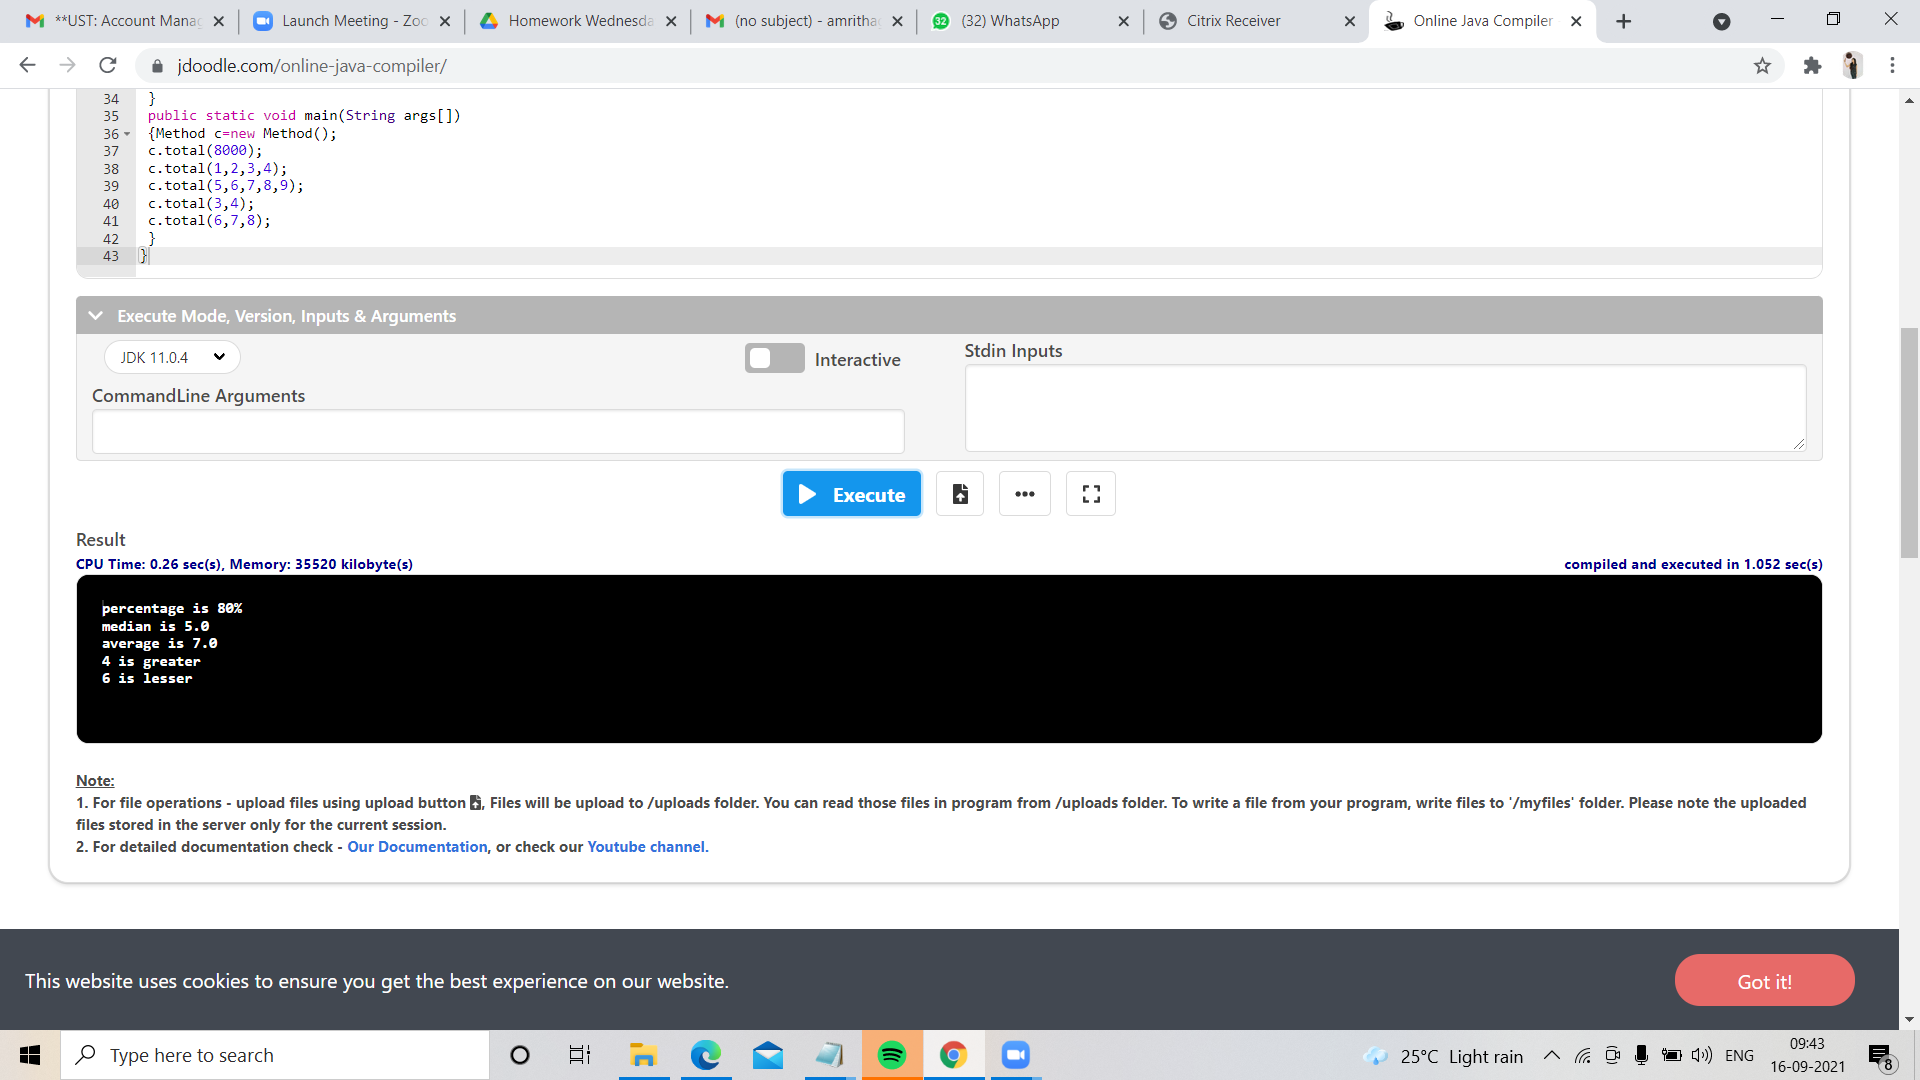 **UST: Account Manag
Launch Meeting - Zoo
Homework Wednesda
(no subject) - amritha
32
(32) WhatsApp
Citrix Receiver
Online Java Compiler
jdoodle.com/online-java-compiler/
34 }
35 public static void main(String args[])
36 {Method c=new Method();
37 c.total(8000);
38 c.total(1,2,3,4);
39 c.total(5,6,7,8,9);
40 c.total(3,4);
41 c.total(6,7,8);
42 }
43 }
Execute Mode, Version, Inputs & Arguments
JDK 11.0.4
Interactive
Stdin Inputs
CommandLine Arguments
Execute
Result
CPU Time: 0.26 sec(s), Memory: 35520 kilobyte(s)
compiled and executed in 1.052 sec(s)
percentage is 80%
median is 5.0
average is 7.0
4 is greater
6 is lesser
Note:
1. For file operations - upload files using upload button , Files will be upload to /uploads folder. You can read those files in program from /uploads folder. To write a file from your program, write files to '/myfiles' folder. Please note the uploaded
files stored in the server only for the current session.
2. For detailed documentation check - Our Documentation, or check our Youtube channel.
This website uses cookies to ensure you get the best experience on our website.
Got it!
Type here to search
25°C Light rain
ENG
09:43
16-09-2021
8